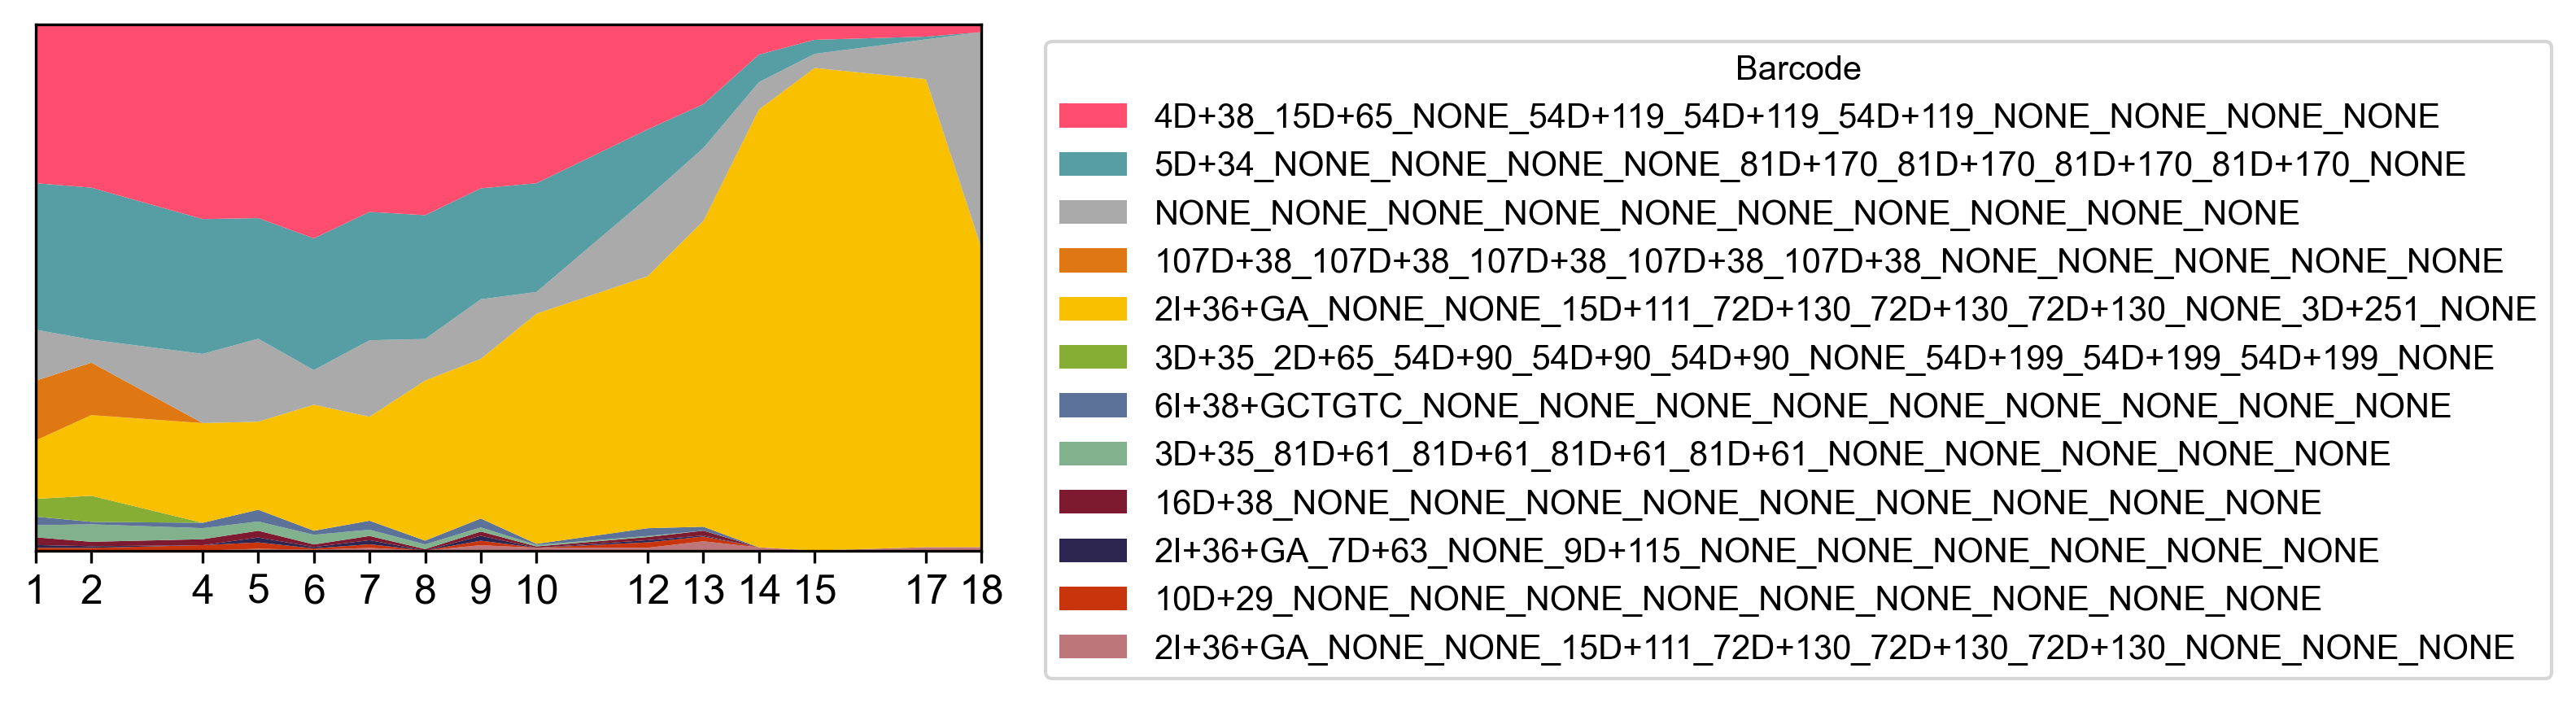 Barcode
4D+38_15D+65_NONE_54D+119_54D+119_54D+119_NONE_NONE_NONE_NONE
5D+34_NONE_NONE_NONE_NONE_81D+170_81D+170_81D+170_81D+170_NONE
NONE_NONE_NONE_NONE_NONE_NONE_NONE_NONE_NONE_NONE
107D+38_107D+38_107D+38_107D+38_107D+38_NONE_NONE_NONE_NONE_NONE
2I+36+GA_NONE_NONE_15D+111_72D+130_72D+130_72D+130_NONE_3D+251_NONE
3D+35_2D+65_54D+90_54D+90_54D+90_NONE_54D+199_54D+199_54D+199_NONE
6I+38+GCTGTC_NONE_NONE_NONE_NONE_NONE_NONE_NONE_NONE_NONE
3D+35_81D+61_81D+61_81D+61_81D+61_NONE_NONE_NONE_NONE_NONE
16D+38_NONE_NONE_NONE_NONE_NONE_NONE_NONE_NONE_NONE
2I+36+GA_7D+63_NONE_9D+115_NONE_NONE_NONE_NONE_NONE_NONE
10D+29_NONE_NONE_NONE_NONE_NONE_NONE_NONE_NONE_NONE
2I+36+GA_NONE_NONE_15D+111_72D+130_72D+130_72D+130_NONE_NONE_NONE
1 2 4 5 6 7 8 9 10 12 13 14 15 17 18